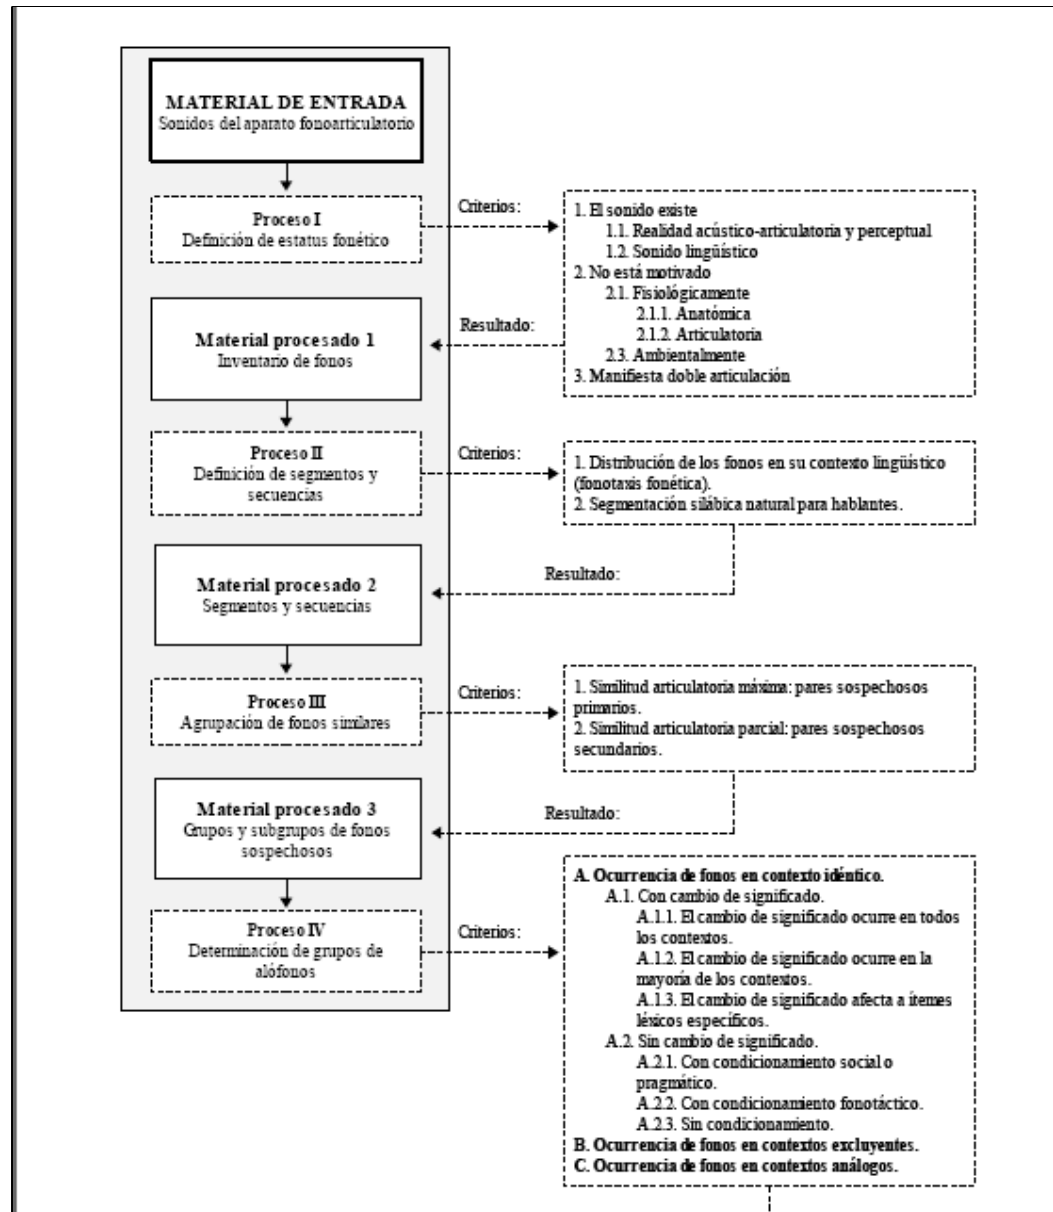 MATERIAL DE ENTRADA
Sonidos del aparato fonoarticulatorio
Proceso I
Definición de estatus fonético
Criterios:
1. El sonido existe
1.1. Realidad acústico-articulatoria y perceptual
1.2. Sonido lingüístico
2. No está motivado
2.1. Fisiológicamente
2.1.1. Anatómica
2.1.2. Articulatoria
2.3. Ambientalmente
3. Manifiesta doble articulación
Resultado:
Material procesado 1
Inventario de fonos
Proceso II
Definición de segmentos y
secuencias
Criterios:
1. Distribución de los fonos en su contexto lingüístico
(fonotaxis fonética).
2. Segmentación silábica natural para hablantes.
Resultado:
Material procesado 2
Segmentos y secuencias
Proceso III
Agrupación de fonos similares
Criterios:
1. Similitud articulatoria máxima: pares sospechosos
primarios.
2. Similitud articulatoria parcial: pares sospechosos
secundarios.
Resultado:
Material procesado 3
Grupos y subgrupos de fonos
sospechosos
Proceso IV
Determinación de grupos de
alófonos
Criterios:
A. Ocurrencia de fonos en contexto idéntico.
A.1. Con cambio de significado.
A.1.1. El cambio de significado ocurre en todos
los contextos.
A.1.2. El cambio de significado ocurre en la
mayoría de los contextos.
A.1.3. El cambio de significado afecta a ítemes
léxicos específicos.
A.2. Sin cambio de significado.
A.2.1. Con condicionamiento social o
pragmático.
A.2.2. Con condicionamiento fonotáctico.
A.2.3. Sin condicionamiento.
B. Ocurrencia de fonos en contextos excluyentes.
C. Ocurrencia de fonos en contextos análogos.